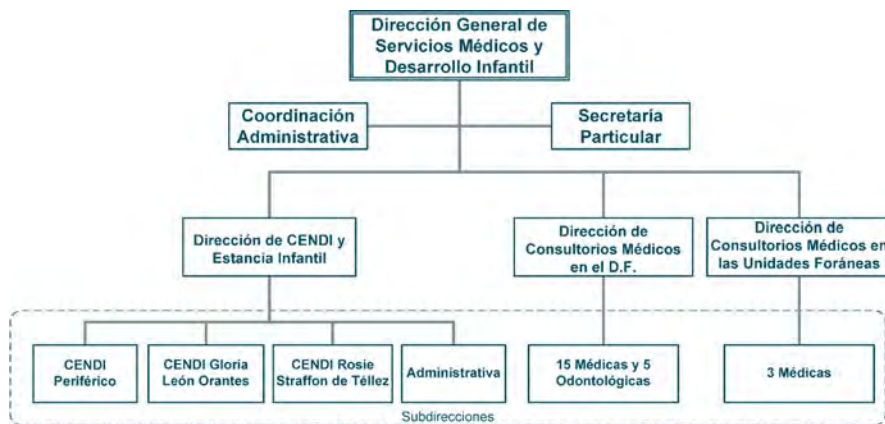 Dirección General de
Servicios Médicos y
Desarrollo Infantil
Coordinación
Administrativa
Secretaría
Particular
Dirección de CENDI y
Estancia Infantil
Dirección de
Consultorios Médicos
en el D.F.
Dirección de
Consultorios Médicos en
las Unidades Foráneas
CENDI
Periférico
CENDI Gloria
León Orantes
CENDI Rosie
Straffon de Téllez
Administrativa
15 Médicas y 5
Odontológicas
3 Médicas
Subdirecciones